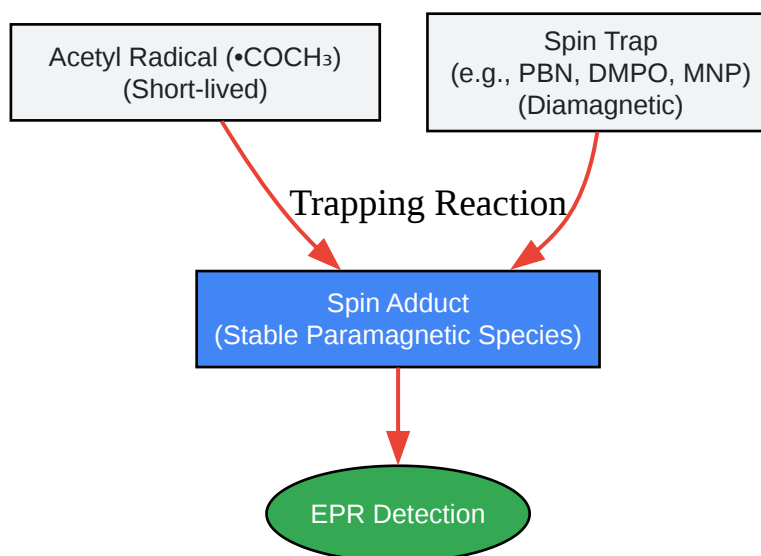 Acetyl Radical (•COCH₃)
(Short-lived)
Spin Trap
(e.g., PBN, DMPO, MNP)
(Diamagnetic)
Trapping Reaction
Spin Adduct
(Stable Paramagnetic Species)
EPR Detection